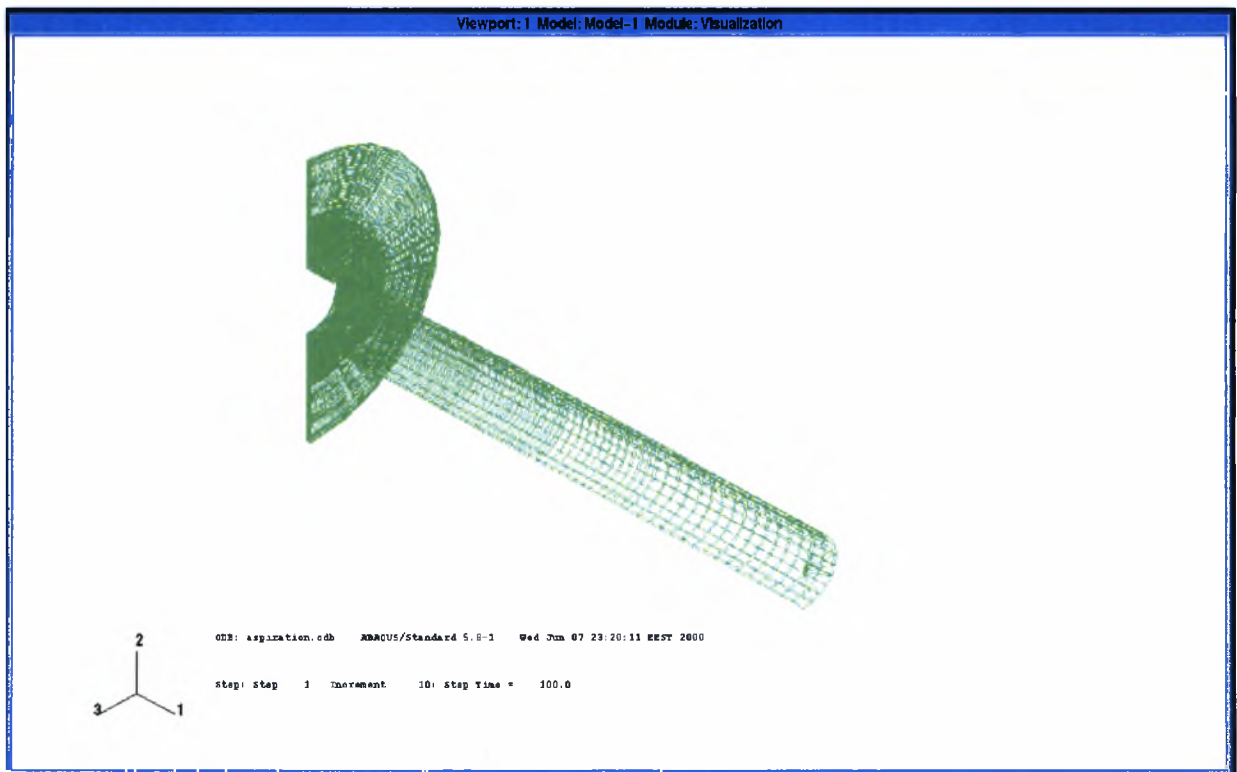 Viewport: 1 Model: Model-1 Module: Visualization
ODB: aspiration.odb ABAQUS/Standard 5.8-1 Wed Jun 07 23:20:11 EEST 2000
Step: Step 1 Increment 10: Step Time = 100.0
2
3
1